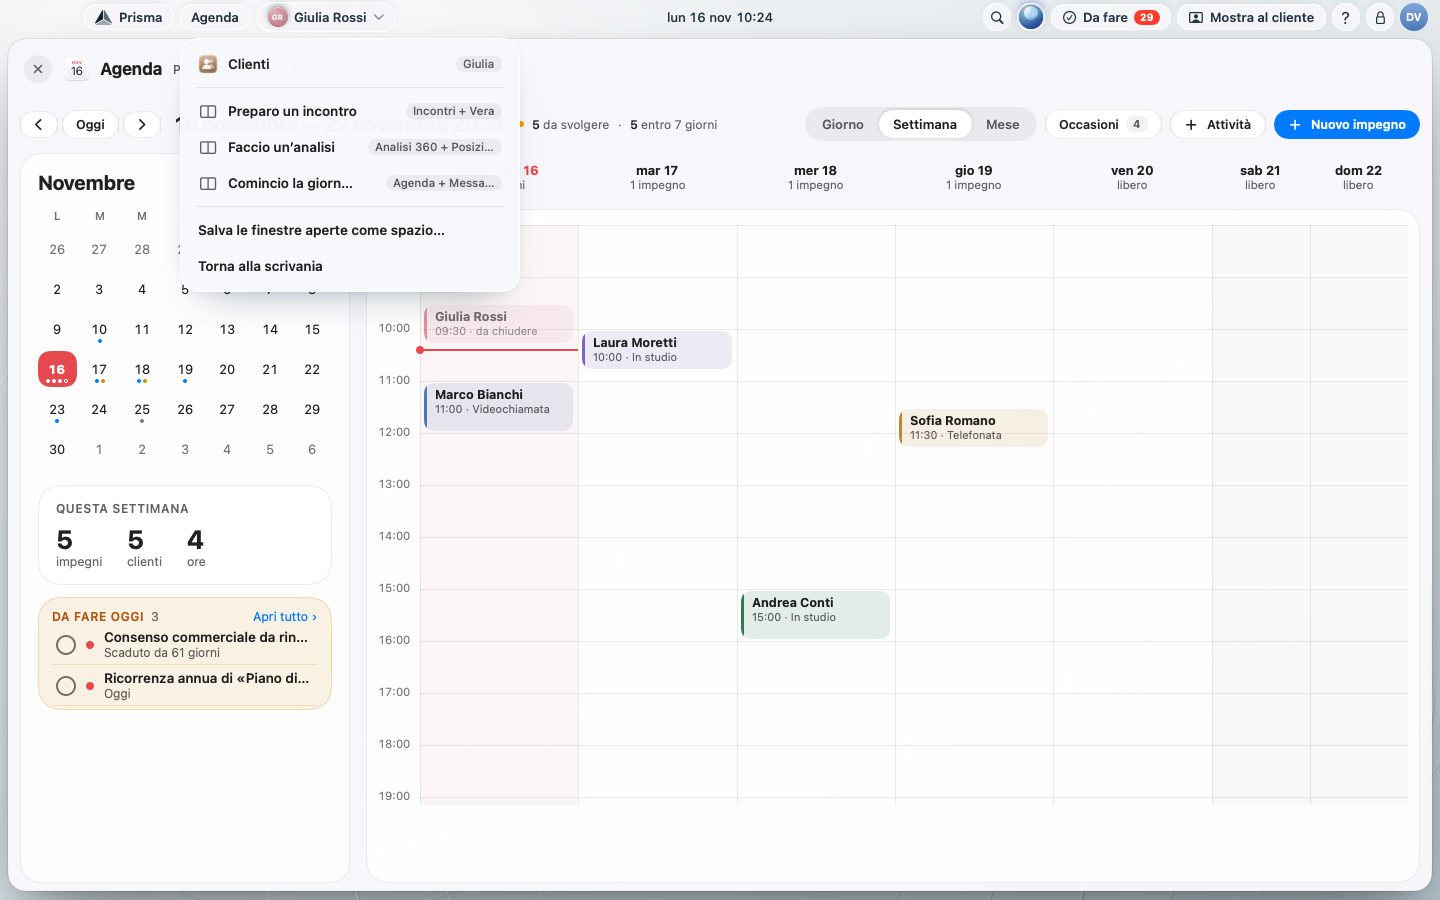 Prisma
Agenda
GR Giulia Rossi
lun 16 nov 10:24
Da fare 29
Mostra al cliente
?
DV
NOV
16
Agenda
Clienti Giulia
Preparo un incontro Incontri + Vera
Faccio un'analisi Analisi 360 + Posizi...
Comincio la giorn... Agenda + Messa...
Salva le finestre aperte come spazio...
Torna alla scrivania
Oggi
16 novembre — 22 novembre 2026
5 da svolgere · 5 entro 7 giorni
Giorno Settimana Mese
Occasioni 4
+ Attività
+ Nuovo impegno
Novembre
L M M
26 27 28
2 3 4 5
9 10 11 12 13 14 15
16 17 18 19 20 21 22
23 24 25 26 27 28 29
30 1 2 3 4 5 6
QUESTA SETTIMANA
5 5 4
impegni clienti ore
DA FARE OGGI 3 Apri tutto ›
Consenso commerciale da rin...
Scaduto da 61 giorni
Ricorrenza annua di «Piano di...
Oggi
16
mar 17
1 impegno
mer 18
1 impegno
gio 19
1 impegno
ven 20
libero
sab 21
libero
dom 22
libero
10:00
11:00
12:00
13:00
14:00
15:00
16:00
17:00
18:00
19:00
Giulia Rossi
09:30 · da chiudere
Marco Bianchi
11:00 · Videochiamata
Laura Moretti
10:00 · In studio
Andrea Conti
15:00 · In studio
Sofia Romano
11:30 · Telefonata